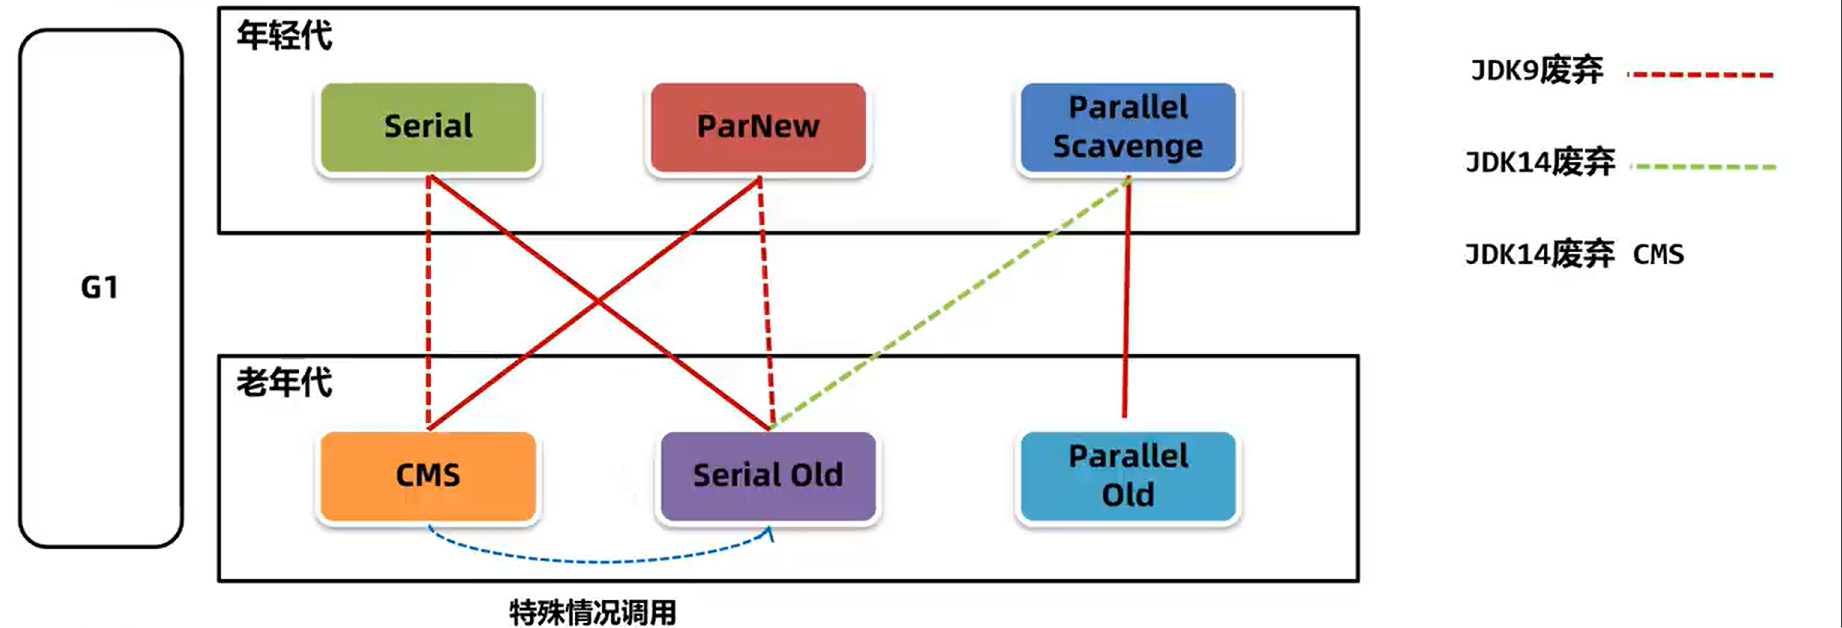 年轻代
Serial
ParNew
Parallel
Scavenge
G1
老年代
CMS
Serial Old
Parallel
Old
特殊情况调用
JDK9废弃
JDK14废弃
JDK14废弃 CMS